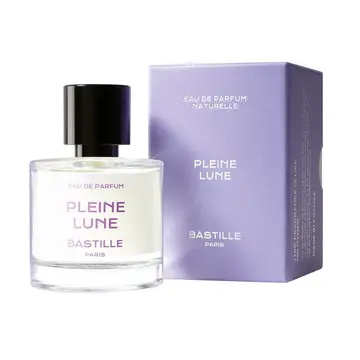 EAU DE PARFUM
PLEINE
LUNE
BASTILLE
PARIS
EAU DE PARFUM
NATURELLE
PLEINE
LUNE
BASTILLE
PARIS